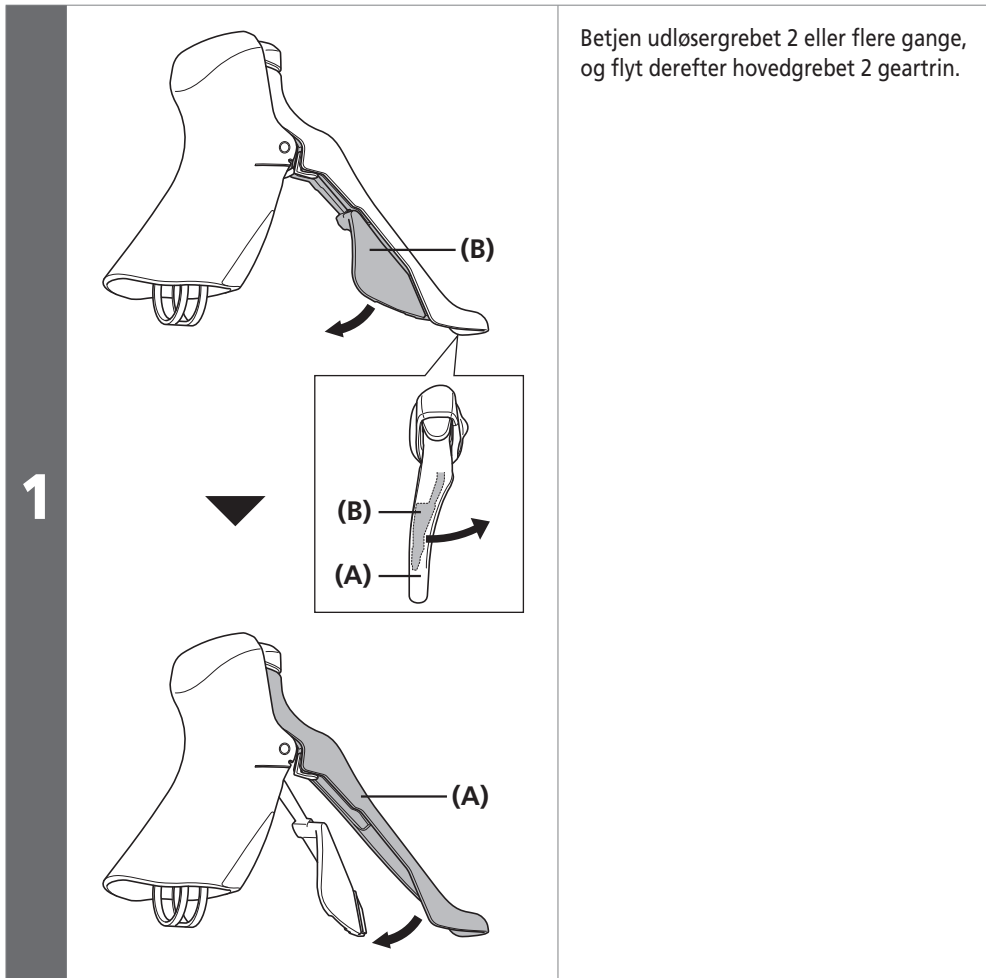 1
(B)
(B)
(A)
(A)
Betjen udløsergrebet 2 eller flere gange,
og flyt derefter hovedgrebet 2 geartrin.